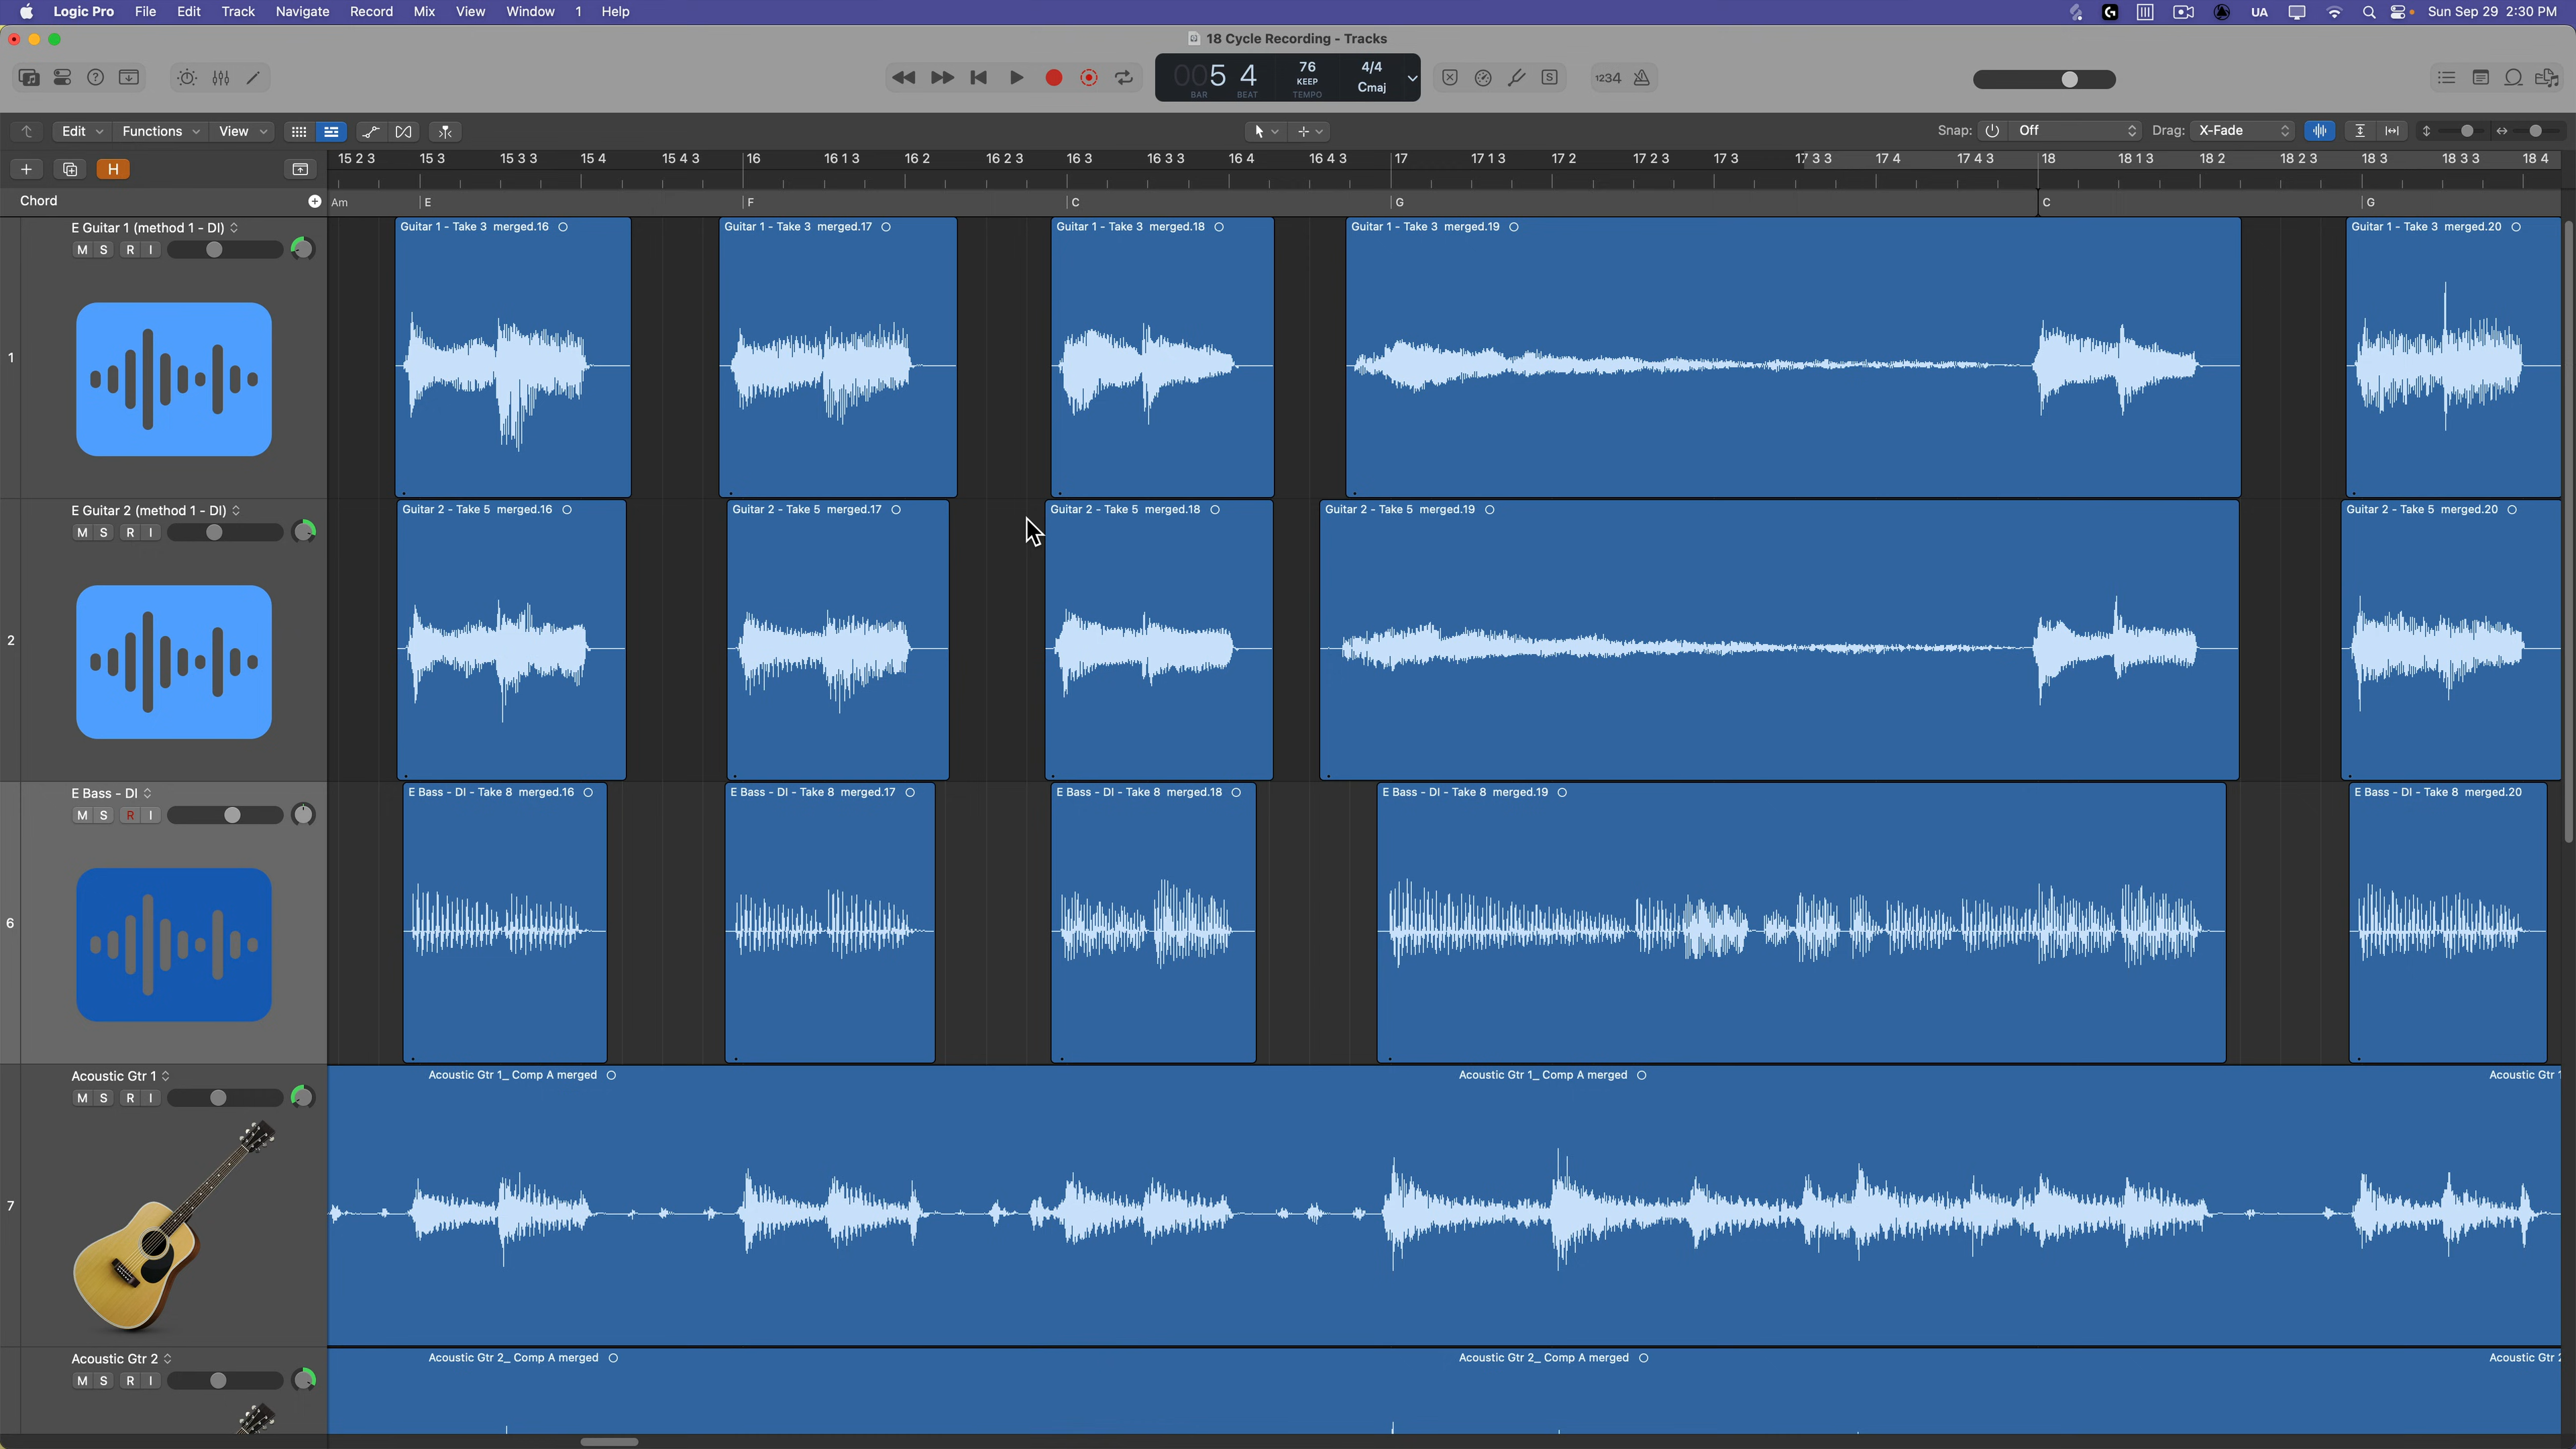 Logic Pro File Edit Track Navigate Record Mix View Window 1 Help UA Sun Sep 29 2:30 PM
18 Cycle Recording - Tracks
005 4 76 KEEP 4/4 Cmaj S 1234
BAR BEAT TEMPO
Edit Functions View Snap: Off Drag: X-Fade
H 15 2 3 15 3 15 3 3 15 4 15 4 3 16 16 1 3 16 2 16 2 3 16 3 16 3 3 16 4 16 4 3 17 17 1 3 17 2 17 2 3 17 3 17 3 3 17 4 17 4 3 18 18 1 3 18 2 18 2 3 18 3 18 3 3 18 4
Chord Am E F C G C G
E Guitar 1 (method 1 - DI) Guitar 1 - Take 3 merged.16 Guitar 1 - Take 3 merged.17 Guitar 1 - Take 3 merged.18 Guitar 1 - Take 3 merged.19 Guitar 1 - Take 3 merged.20
M S R I
1
E Guitar 2 (method 1 - DI) Guitar 2 - Take 5 merged.16 Guitar 2 - Take 5 merged.17 Guitar 2 - Take 5 merged.18 Guitar 2 - Take 5 merged.19 Guitar 2 - Take 5 merged.20
M S R I
2
E Bass - DI E Bass - DI - Take 8 merged.16 E Bass - DI - Take 8 merged.17 E Bass - DI - Take 8 merged.18 E Bass - DI - Take 8 merged.19 E Bass - DI - Take 8 merged.20
M S R I
6
Acoustic Gtr 1 Acoustic Gtr 1_ Comp A merged Acoustic Gtr 1_ Comp A merged Acoustic Gtr 1
M S R I
7
Acoustic Gtr 2 Acoustic Gtr 2_ Comp A merged Acoustic Gtr 2_ Comp A merged Acoustic Gtr 2
M S R I